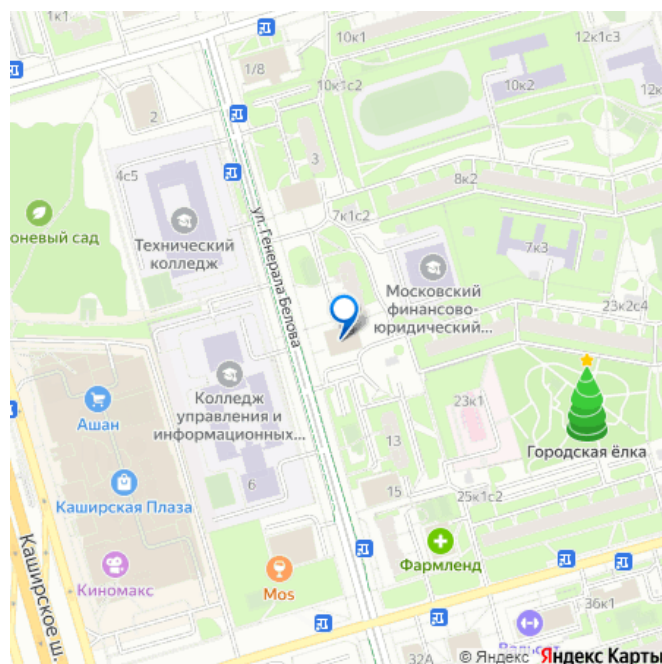 1к1
10к1
12к1с3
1/8
10к1с2
10к2
12к
2
4с5
3
8к2
7к1с2
ул. Генерала Белова
оневый сад
Технический
колледж
7к3
Московский
финансово-
юридический...
23к2с4
Колледж
управления и
информационных...
Ашан
23к1
13
Городская ёлка
Каширская Плаза
6
15
25к1с2
Каширское ш.
Киномакс
Mos
Фармленд
36к1
32А
© Яндекс Яндекс Карты